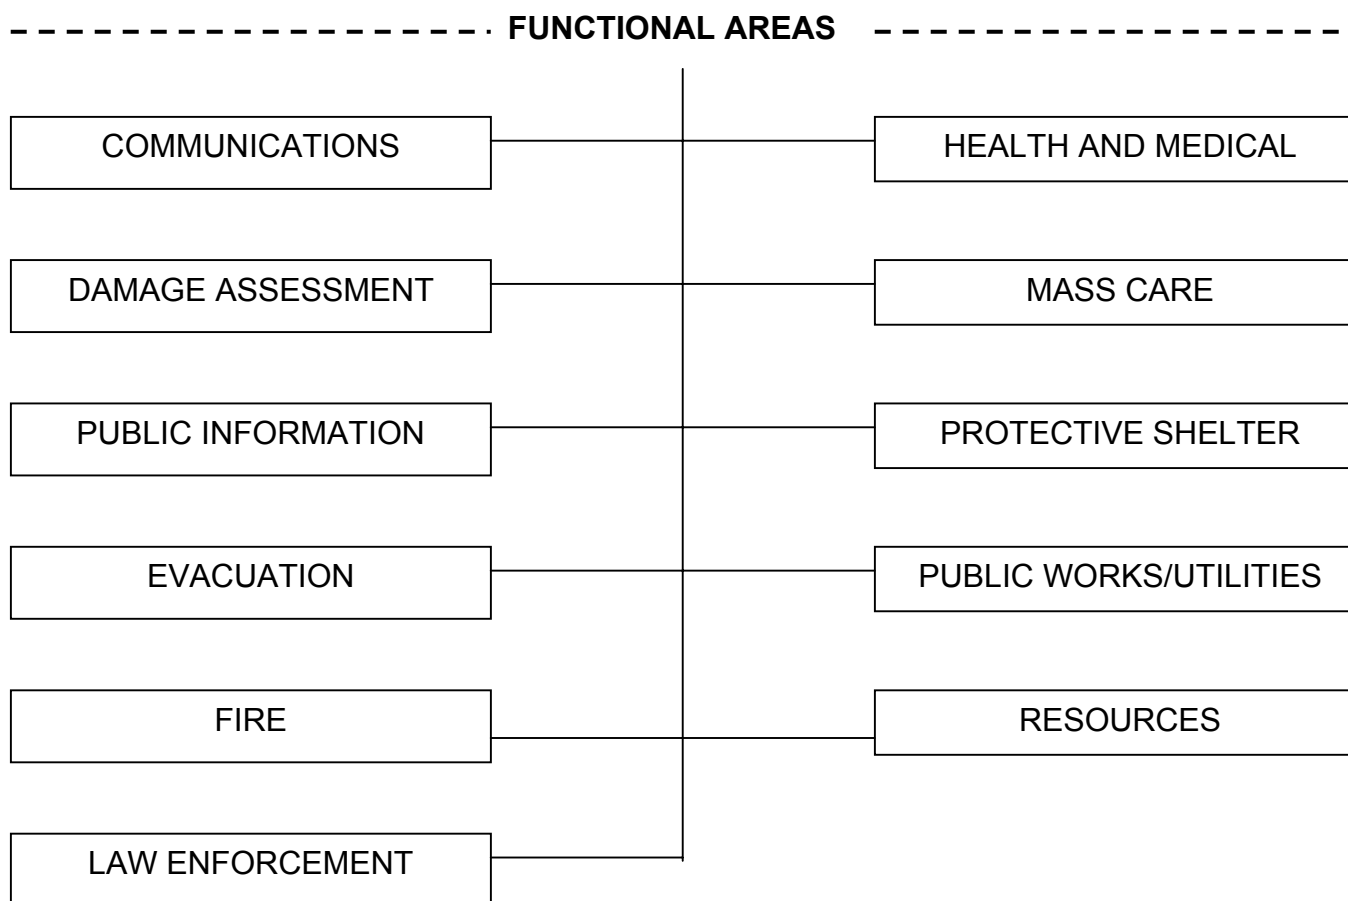 FUNCTIONAL AREAS
COMMUNICATIONS
HEALTH AND MEDICAL
DAMAGE ASSESSMENT
MASS CARE
PUBLIC INFORMATION
PROTECTIVE SHELTER
EVACUATION
PUBLIC WORKS/UTILITIES
FIRE
RESOURCES
LAW ENFORCEMENT